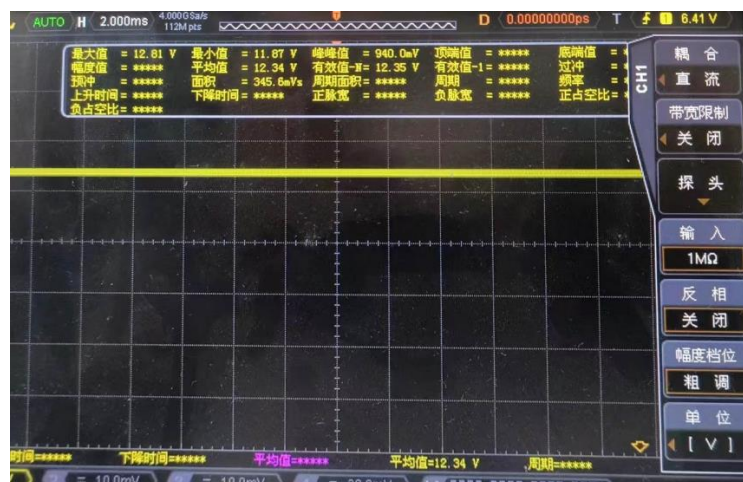 AUTO H 2.000ms 4.000GSa/s 112M pts D 0.00000000ps T 1 6.41 V
最大值 = 12.81 V 最小值 = 11.87 V 峰峰值 = 940.0mV 顶端值 = ***** 底端值 =
幅度值 = ***** 平均值 = 12.34 V 有效值-N= 12.35 V 有效值-1= ***** 过冲 =
预冲 = ***** 面积 = 345.6mVs 周期面积= ***** 周期 = ***** 频率 =
上升时间= ***** 下降时间= ***** 正脉宽 = ***** 负脉宽 = ***** 正占空比=
负占空比= *****
CH1
耦 合
直 流
带宽限制
关 闭
探 头
输 入
1MΩ
反 相
关 闭
幅度档位
粗 调
单 位
[ V ]
时间=***** 下降时间=***** 平均值=***** 平均值=12.34 V 周期=*****